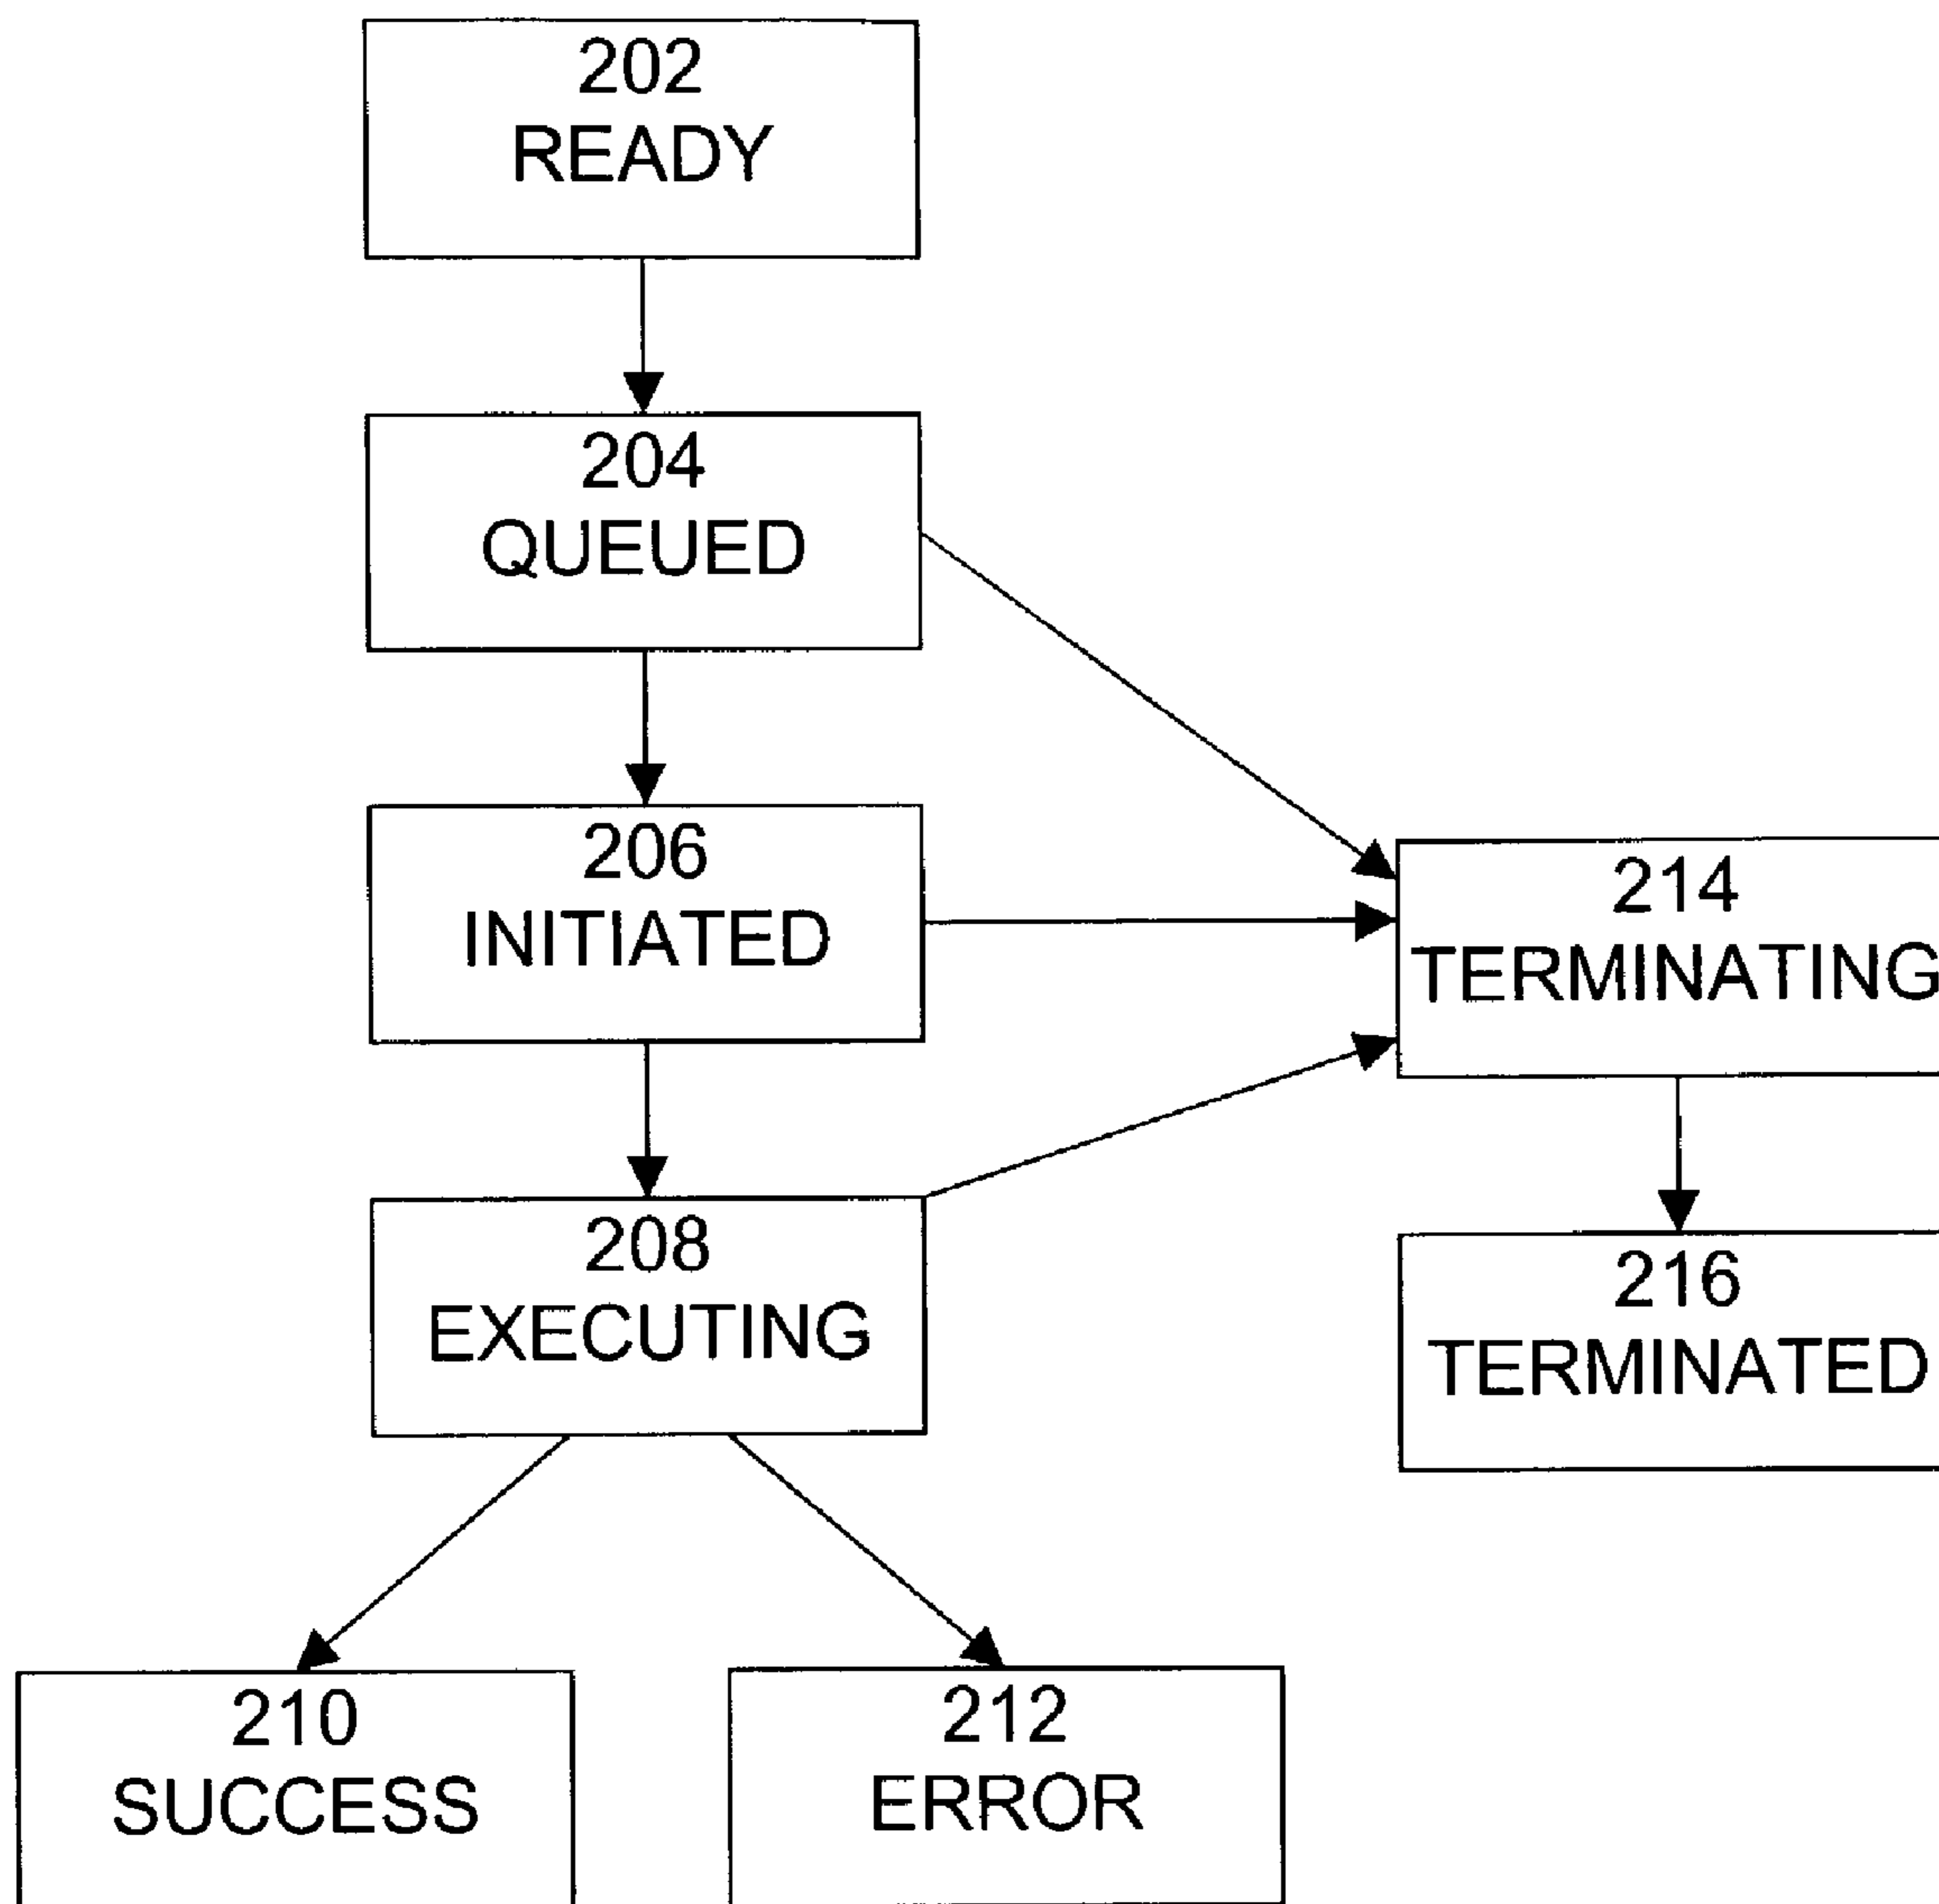 202
READY
204
QUEUED
206
INITIATED
214
TERMINATING
208
EXECUTING
216
TERMINATED
210
SUCCESS
212
ERROR